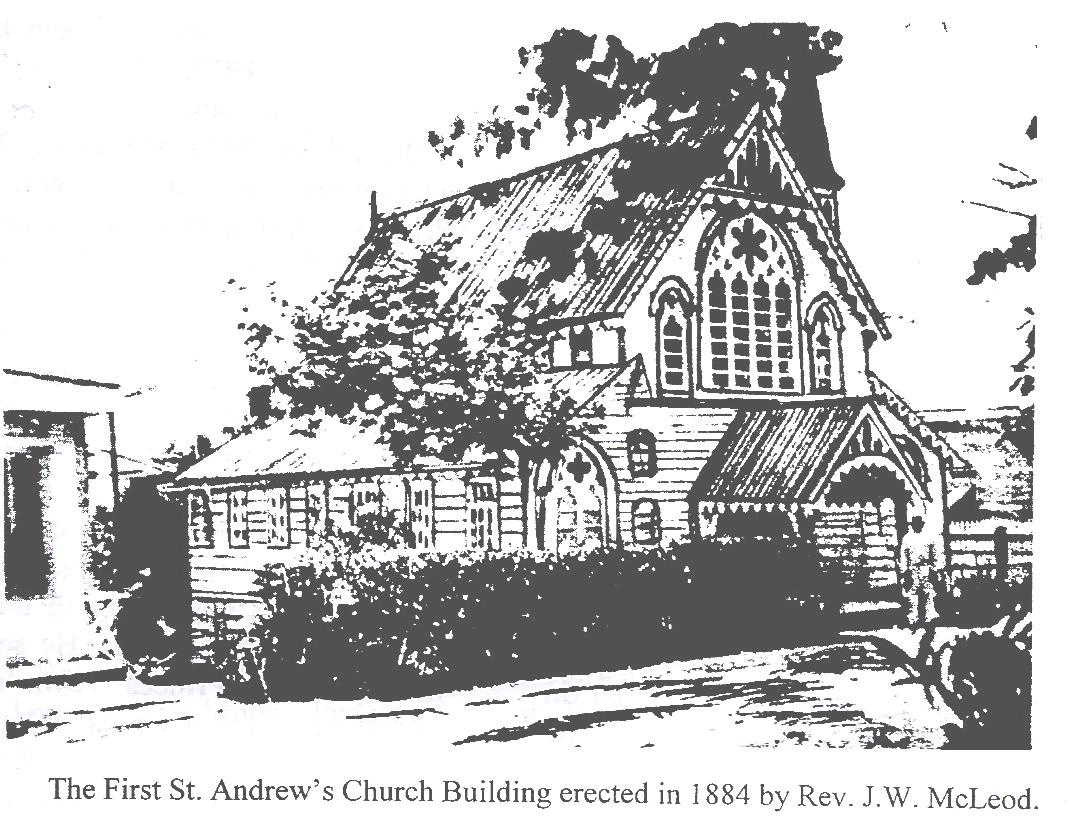 The First St. Andrew's Church Building erected in 1884 by Rev. J.W. McLeod.